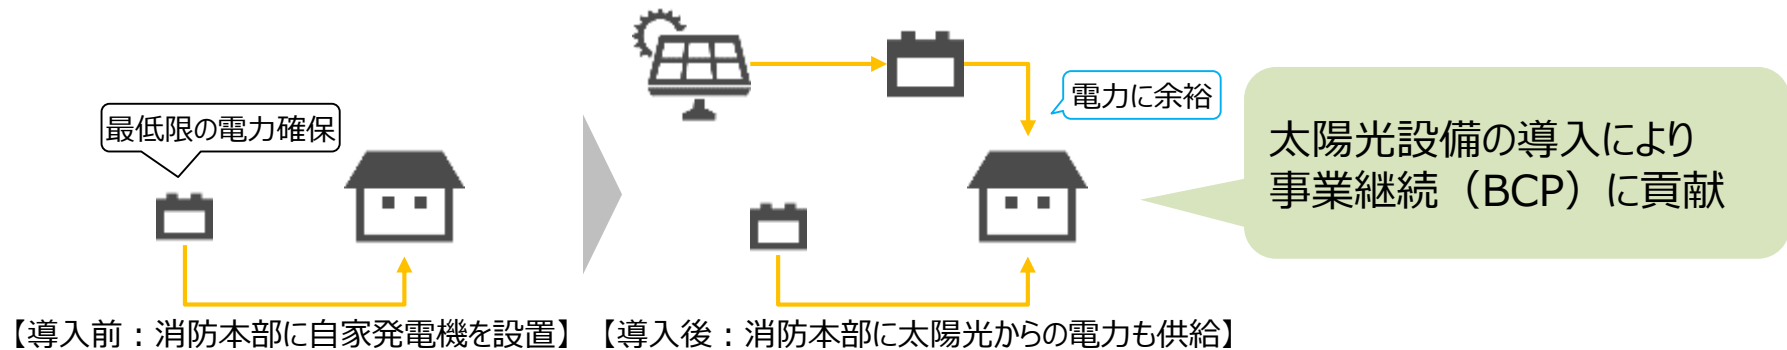 最低限の電力確保
電力に余裕
太陽光設備の導入により
事業継続（BCP）に貢献
【導入前：消防本部に自家発電機を設置】
【導入後：消防本部に太陽光からの電力も供給】